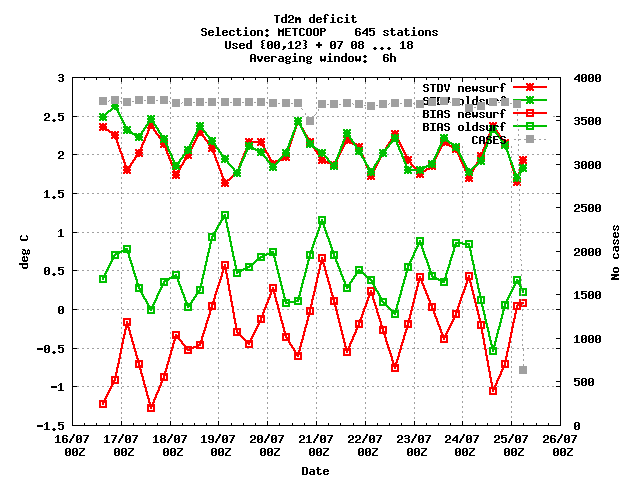 Td2m deficit
Selection: METCOOP    645 stations
Used {00,12} + 07 08 ... 18
Averaging window:  6h
STDV newsurf
STDV oldsurf
BIAS newsurf
BIAS oldsurf
CASES
3
2.5
2
1.5
1
0.5
0
-0.5
-1
-1.5
deg C
4000
3500
3000
2500
2000
1500
1000
500
0
No cases
16/07 17/07 18/07 19/07 20/07 21/07 22/07 23/07 24/07 25/07 26/07
00Z 00Z 00Z 00Z 00Z 00Z 00Z 00Z 00Z 00Z 00Z
Date